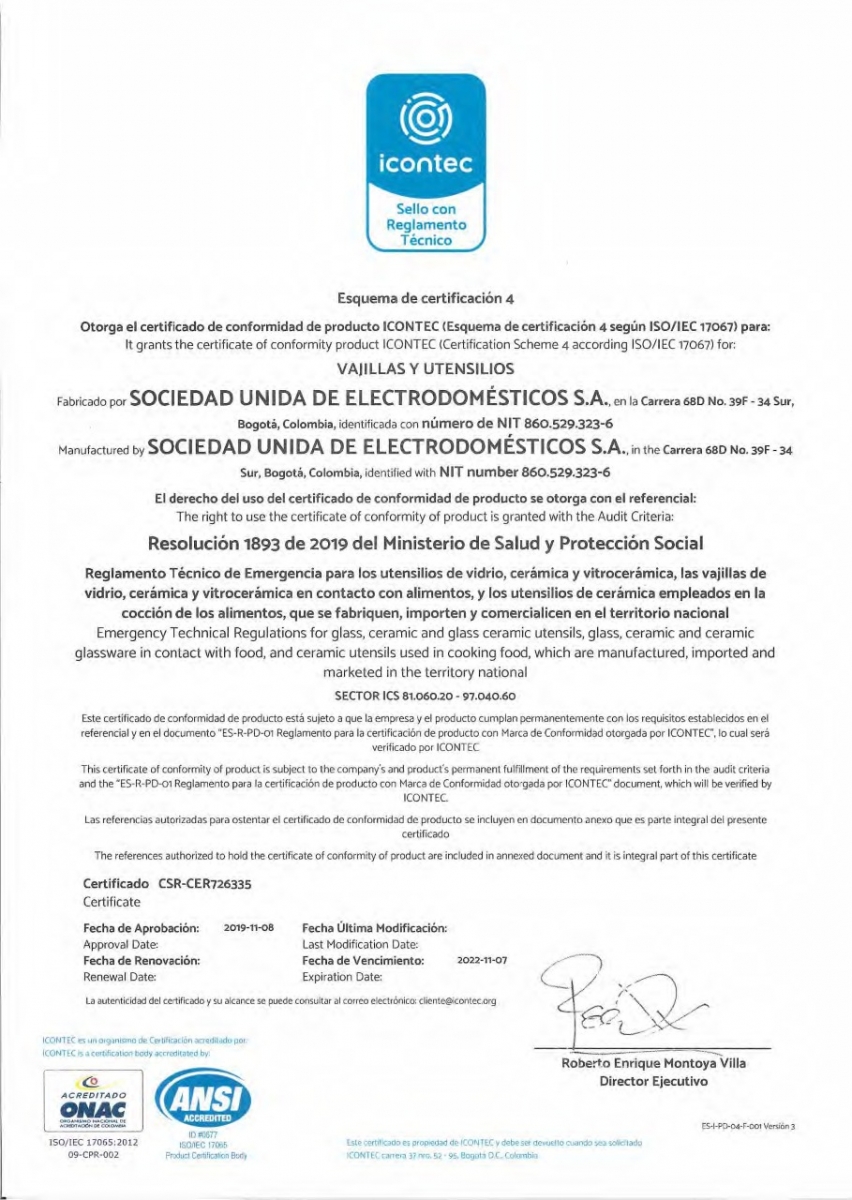 icontec
Sello con
Reglamento
Técnico
Esquema de certificación 4
Otorga el certificado de conformidad de producto ICONTEC (Esquema de certificación 4 según ISO/IEC 17067) para:
It grants the certificate of conformity product ICONTEC (Certification Scheme 4 according ISO/IEC 17067) for:
VAJILLAS Y UTENSILIOS
Fabricado por SOCIEDAD UNIDA DE ELECTRODOMÉSTICOS S.A., en la Carrera 68D No. 39F - 34 Sur,
Bogotá, Colombia, identificada con número de NIT 860.529.323-6
Manufactured by SOCIEDAD UNIDA DE ELECTRODOMÉSTICOS S.A., in the Carrera 68D No. 39F - 34
Sur, Bogotá, Colombia, identified with NIT number 860.529.323-6
El derecho del uso del certificado de conformidad de producto se otorga con el referencial:
The right to use the certificate of conformity of product is granted with the Audit Criteria:
Resolución 1893 de 2019 del Ministerio de Salud y Protección Social
Reglamento Técnico de Emergencia para los utensilios de vidrio, cerámica y vitrocerámica, las vajillas de
vidrio, cerámica y vitrocerámica en contacto con alimentos, y los utensilios de cerámica empleados en la
cocción de los alimentos, que se fabriquen, importen y comercialicen en el territorio nacional
Emergency Technical Regulations for glass, ceramic and glass ceramic utensils, glass, ceramic and ceramic
glassware in contact with food, and ceramic utensils used in cooking food, which are manufactured, imported and
marketed in the territory national
SECTOR ICS 81.060.20 - 97.040.60
Este certificado de conformidad de producto está sujeto a que la empresa y el producto cumplan permanentemente con los requisitos establecidos en el
referencial y en el documento "ES-R-PD-01 Reglamento para la certificación de producto con Marca de Conformidad otorgada por ICONTEC", lo cual será
verificado por ICONTEC
This certificate of conformity of product is subject to the company's and product's permanent fulfillment of the requirements set forth in the audit criteria
and the "ES-R-PD-01 Reglamento para la certificación de producto con Marca de Conformidad otorgada por ICONTEC" document, which will be verified by
ICONTEC.
Las referencias autorizadas para ostentar el certificado de conformidad de producto se incluyen en documento anexo que es parte integral del presente
certificado
The references authorized to hold the certificate of conformity of product are included in annexed document and it is integral part of this certificate
Certificado CSR-CER726335
Certificate
Fecha de Aprobación: 2019-11-08 Fecha Última Modificación:
Approval Date: Last Modification Date:
Fecha de Renovación: Fecha de Vencimiento: 2022-11-07
Renewal Date: Expiration Date:
La autenticidad del certificado y su alcance se puede consultar al correo electrónico: cliente@icontec.org
ICONTEC es un organismo de Certificación acreditado por:
ICONTEC is a certification body accreditated by:
Roberto Enrique Montoya Villa
Director Ejecutivo
ACREDITADO
ONAC
ORGANISMO NACIONAL DE
ACREDITACIÓN DE COLOMBIA
ISO/IEC 17065:2012
09-CPR-002
ANSI
ACCREDITED
ID #0677
ISO/IEC 17065
Product Certification Body
ES-I-PD-04-F-001 Versión 3
Este certificado es propiedad de ICONTEC y debe ser devuelto cuando sea solicitado
ICONTEC carrera 37 nro. 52 - 95, Bogotá D.C., Colombia